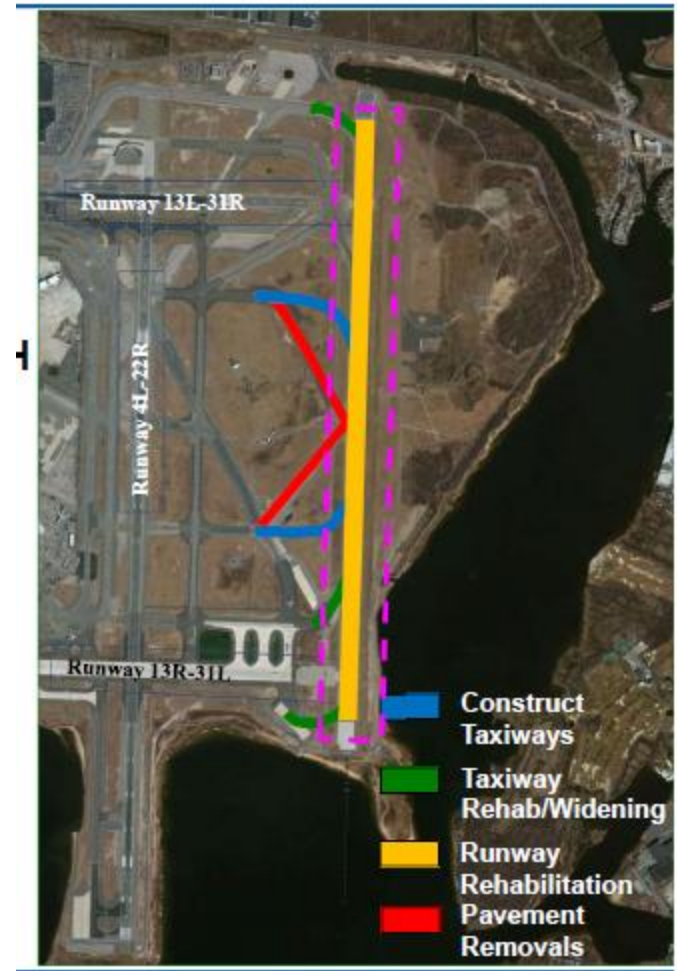 Runway 13L-31R
Runway 4L-22R
Runway 13R-31L
Construct
Taxiways
Taxiway
Rehab/Widening
Runway
Rehabilitation
Pavement
Removals